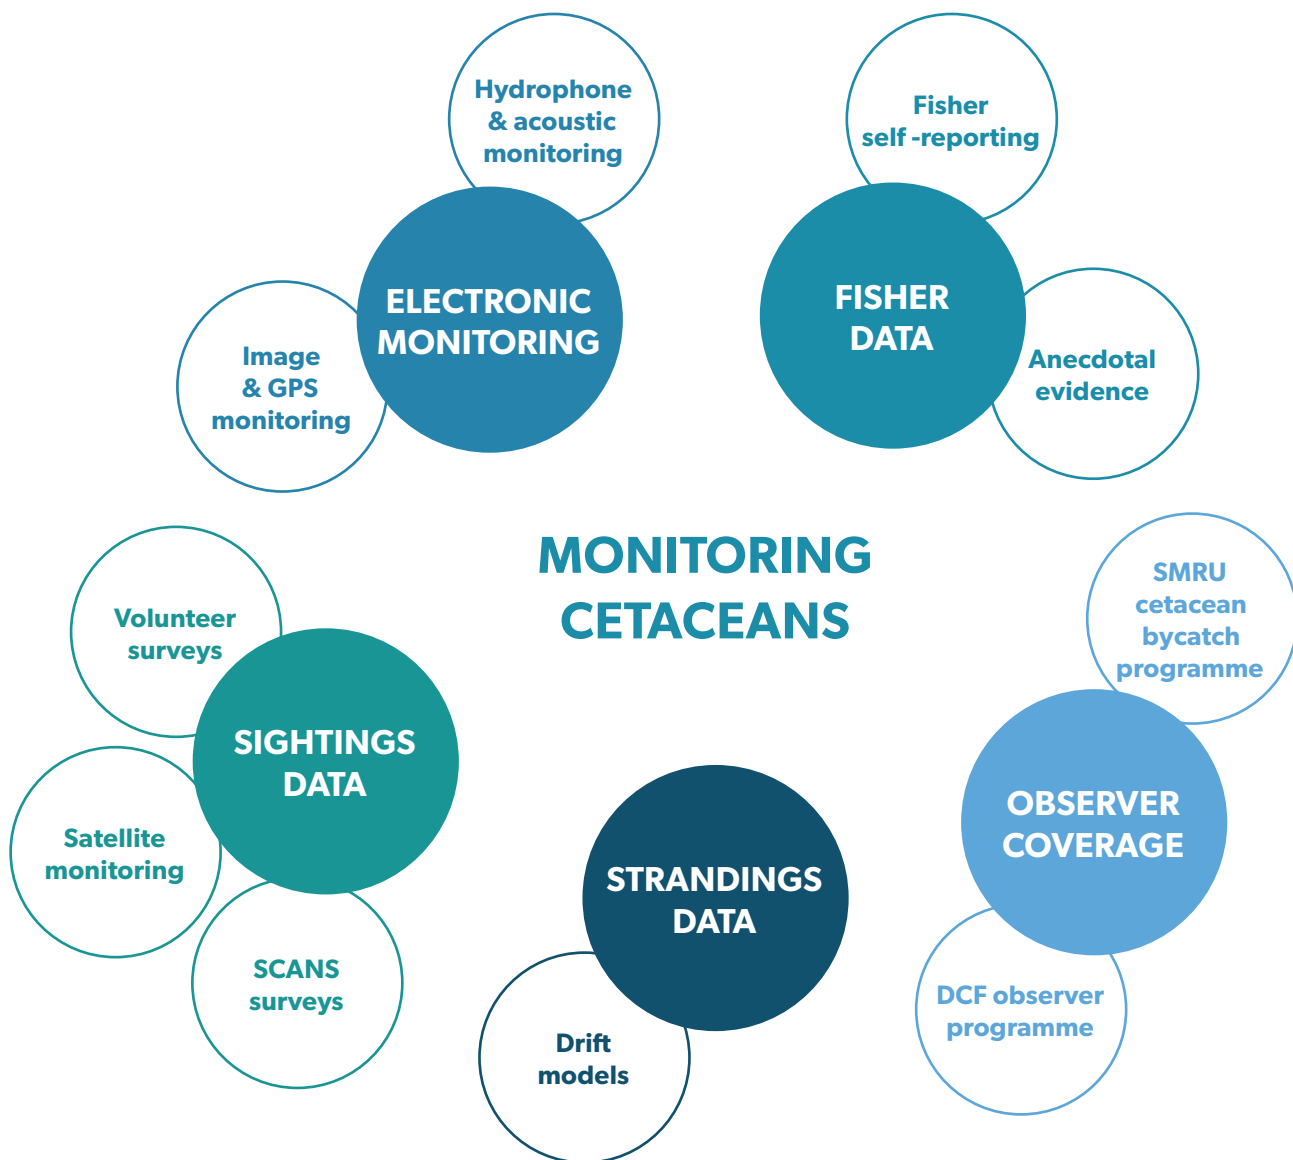 Hydrophone
& acoustic
monitoring
ELECTRONIC
MONITORING
Image
& GPS
monitoring
Fisher
self -reporting
FISHER
DATA
Anecdotal
evidence
MONITORING
CETACEANS
Volunteer
surveys
SIGHTINGS
DATA
Satellite
monitoring
SCANS
surveys
STRANDINGS
DATA
Drift
models
SMRU
cetacean
bycatch
programme
OBSERVER
COVERAGE
DCF observer
programme